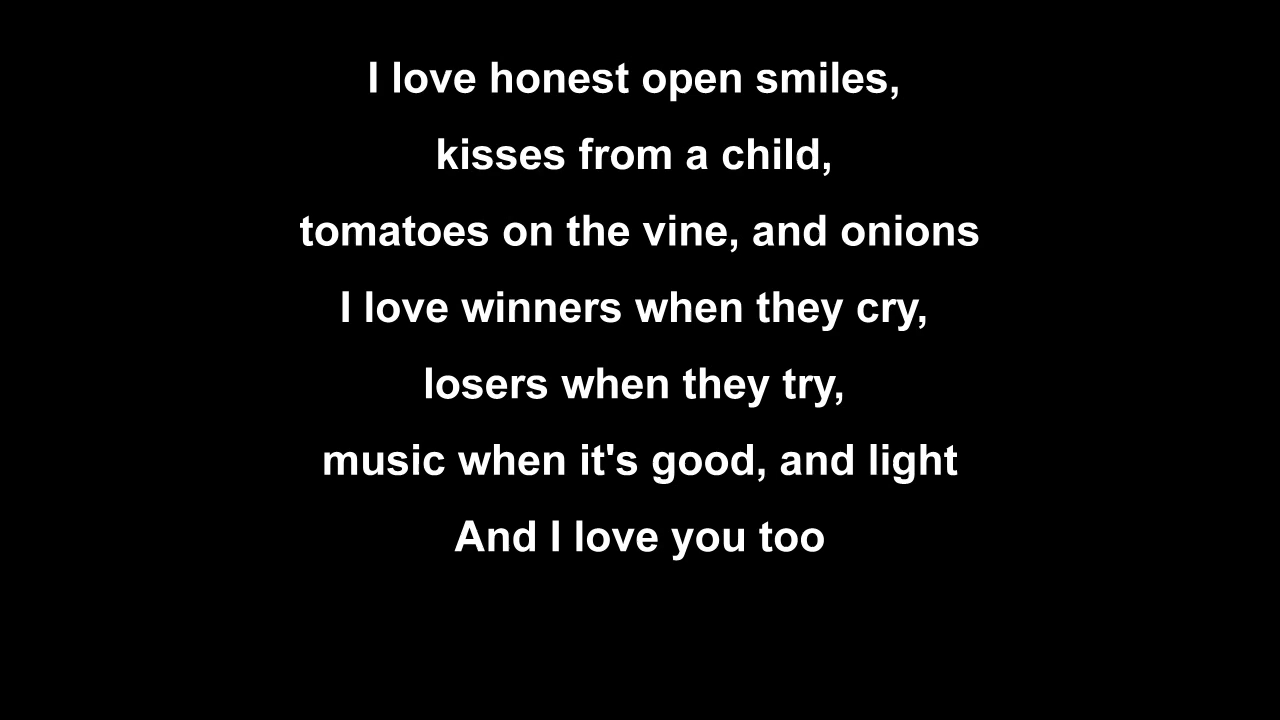 I love honest open smiles,
kisses from a child,
tomatoes on the vine, and onions
I love winners when they cry,
losers when they try,
music when it's good, and light
And I love you too